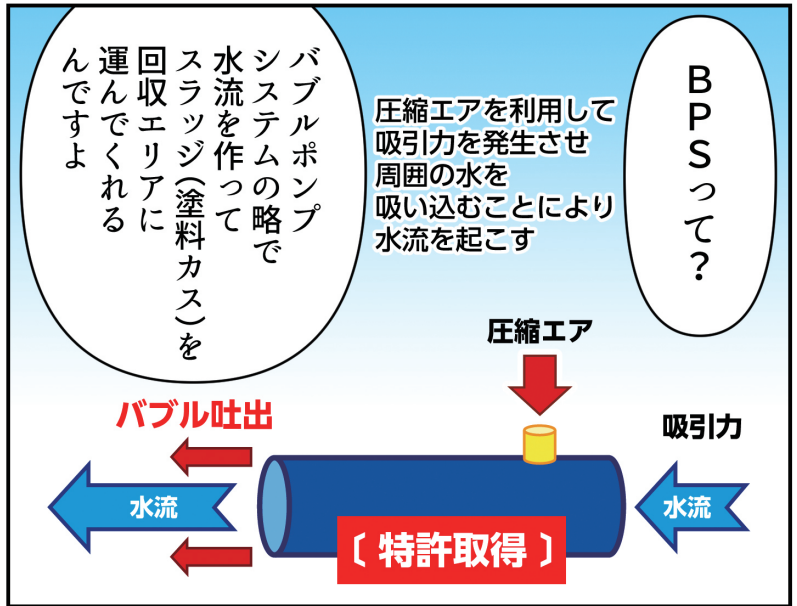 BPSって？
圧縮エアを利用して
吸引力を発生させ
周囲の水を
吸い込むことにより
水流を起こす
バブルポンプ
システムの略で
水流を作って
スラッジ(塗料カス)を
回収エリアに
運んでくれる
んですよ
圧縮エア
バブル吐出
吸引力
水流
水流
〔 特許取得 〕